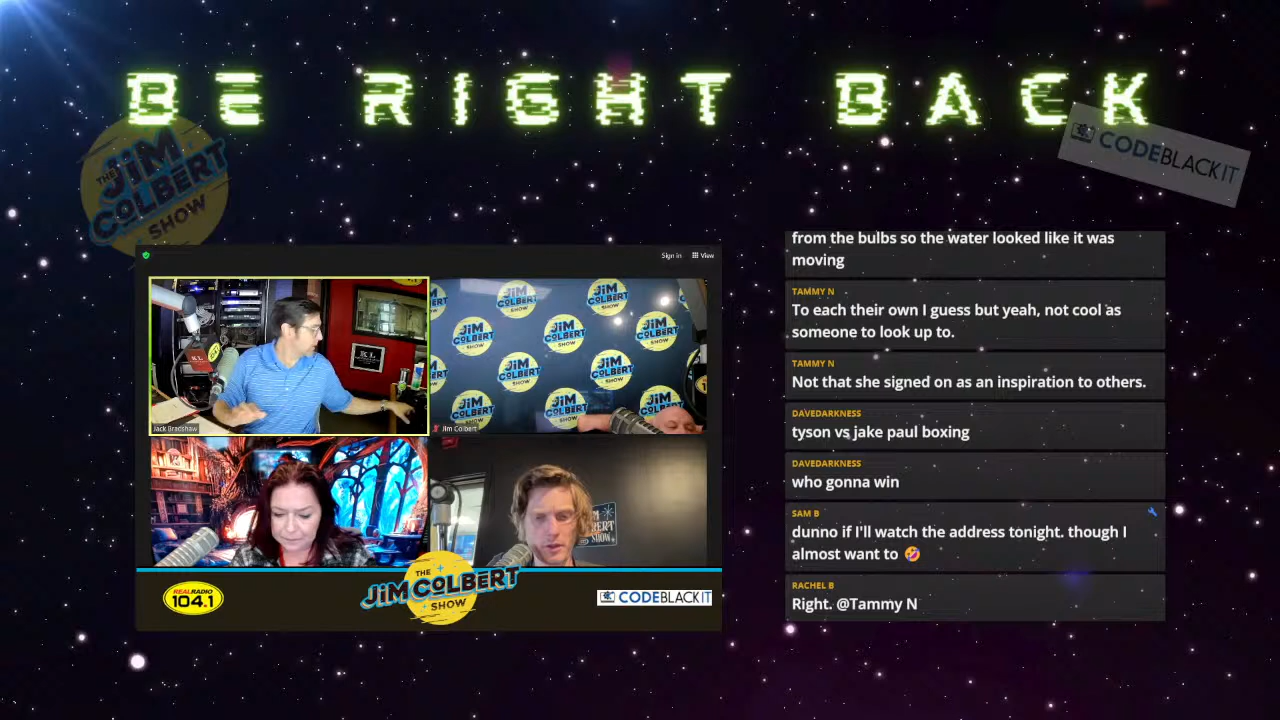 BE RIGHT BACK
THE
JIM
COLBERT
SHOW
CODEBLACKIT
Sign in
View
Jack Bradshaw
Jim Colbert
KL
JIM
COLBERT
SHOW
REALRADIO
104.1
THE
JIM COLBERT
SHOW
CODEBLACKIT
from the bulbs so the water looked like it was
moving
TAMMY N
To each their own I guess but yeah, not cool as
someone to look up to.
TAMMY N
Not that she signed on as an inspiration to others.
DAVEDARKNESS
tyson vs jake paul boxing
DAVEDARKNESS
who gonna win
SAM B
dunno if I'll watch the address tonight. though I
almost want to 🤣
RACHEL B
Right. @Tammy N